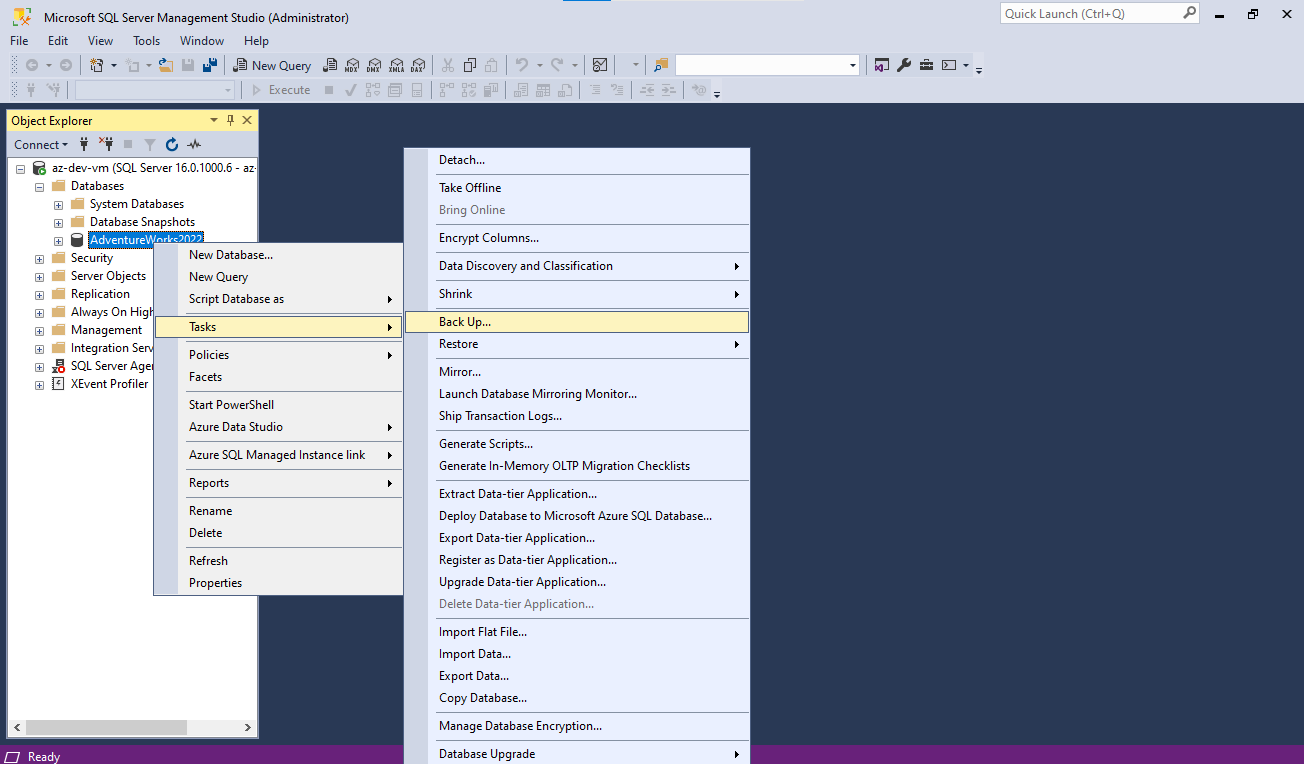 Microsoft SQL Server Management Studio (Administrator)
Quick Launch (Ctrl+Q)
File Edit View Tools Window Help
New Query
MDX DMX XMLA DAX
Execute
Object Explorer
Connect
az-dev-vm (SQL Server 16.0.1000.6 - az-
Databases
System Databases
Database Snapshots
AdventureWorks2022
Security
Server Objects
Replication
Always On High
Management
Integration Serv
SQL Server Agen
XEvent Profiler
New Database...
New Query
Script Database as
Tasks
Policies
Facets
Start PowerShell
Azure Data Studio
Azure SQL Managed Instance link
Reports
Rename
Delete
Refresh
Properties
Detach...
Take Offline
Bring Online
Encrypt Columns...
Data Discovery and Classification
Shrink
Back Up...
Restore
Mirror...
Launch Database Mirroring Monitor...
Ship Transaction Logs...
Generate Scripts...
Generate In-Memory OLTP Migration Checklists
Extract Data-tier Application...
Deploy Database to Microsoft Azure SQL Database...
Export Data-tier Application...
Register as Data-tier Application...
Upgrade Data-tier Application...
Delete Data-tier Application...
Import Flat File...
Import Data...
Export Data...
Copy Database...
Manage Database Encryption...
Database Upgrade
Ready